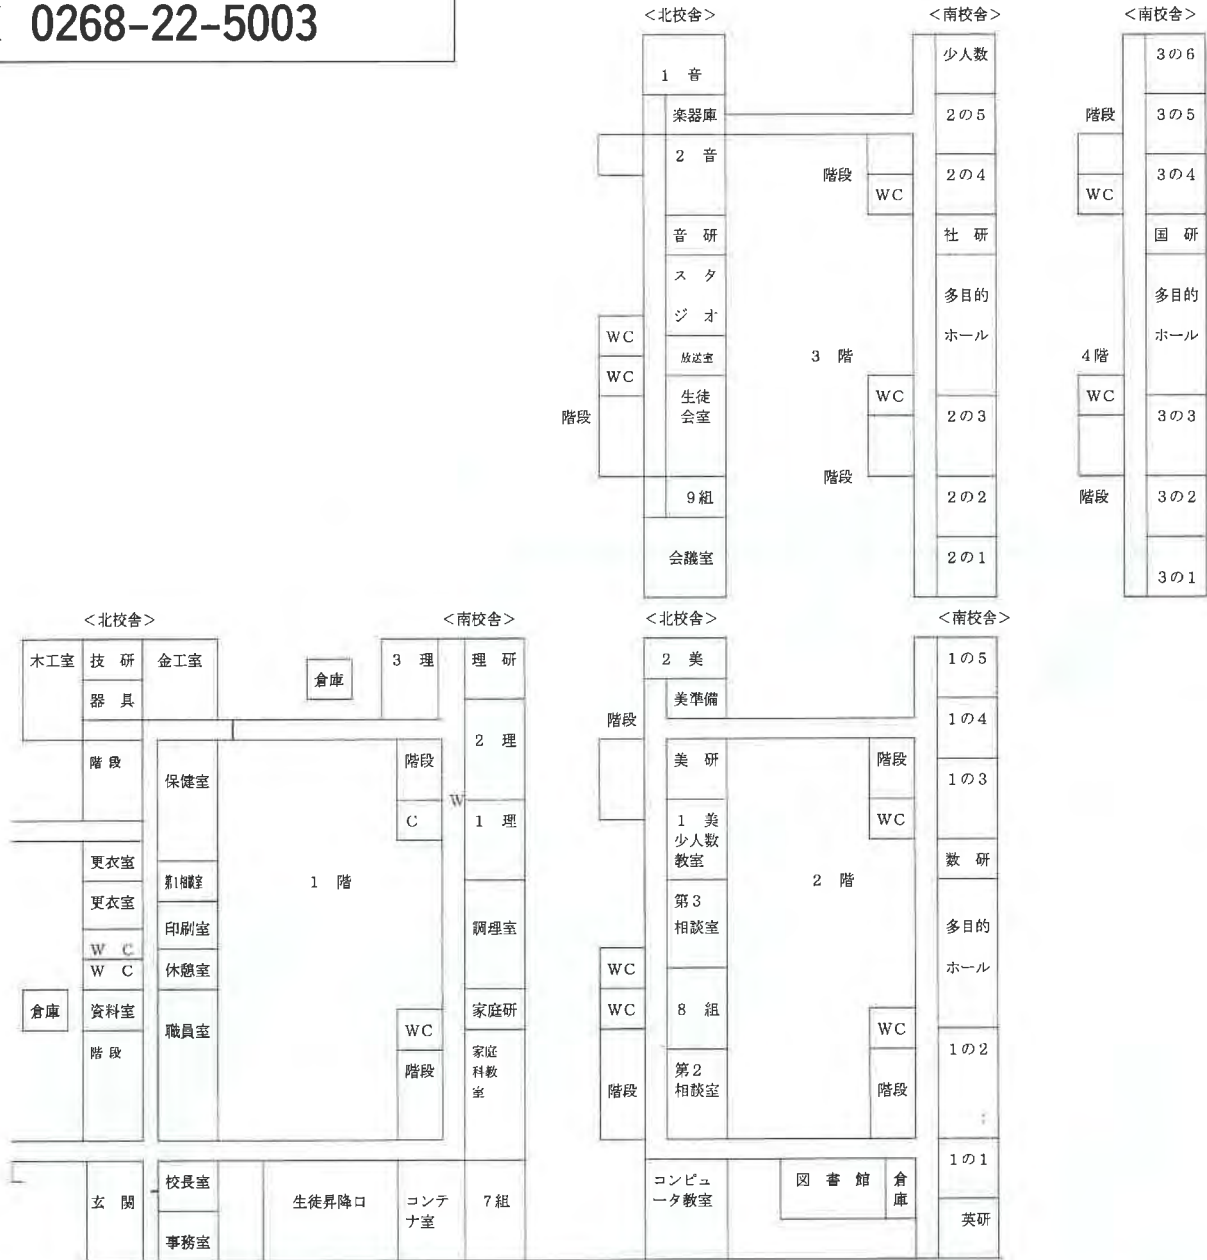 0268-22-5003
＜北校舎＞
1 音
楽器庫
2 音
音 研
ス タ
ジ オ
放送室
生徒
会室
9組
会議室
WC
WC
階段
3 階
＜南校舎＞
少人数
2の5
2の4
社 研
多目的
ホール
2の3
2の2
2の1
階段
WC
WC
階段
＜南校舎＞
3の6
3の5
3の4
国 研
多目的
ホール
3の3
3の2
3の1
階段
WC
4階
WC
階段
＜北校舎＞
木工室
技 研
金工室
器 具
階 段
保健室
更衣室
更衣室
W C
W C
資料室
倉庫
階 段
第1相談室
印刷室
休憩室
職員室
玄 関
校長室
事務室
倉庫
1 階
生徒昇降口
＜南校舎＞
3 理
理 研
2 理
階段
W
C
1 理
調理室
家庭研
WC
階段
家庭
科教
室
コンテ
ナ室
7組
＜北校舎＞
2 美
美準備
階段
美 研
1 美
少人数
教室
第3
相談室
WC
WC
8 組
階段
第2
相談室
コンピュ
ータ教室
2 階
図 書 館
倉
庫
＜南校舎＞
1の5
1の4
階段
1の3
WC
数 研
多目的
ホール
WC
1の2
階段
1の1
英研